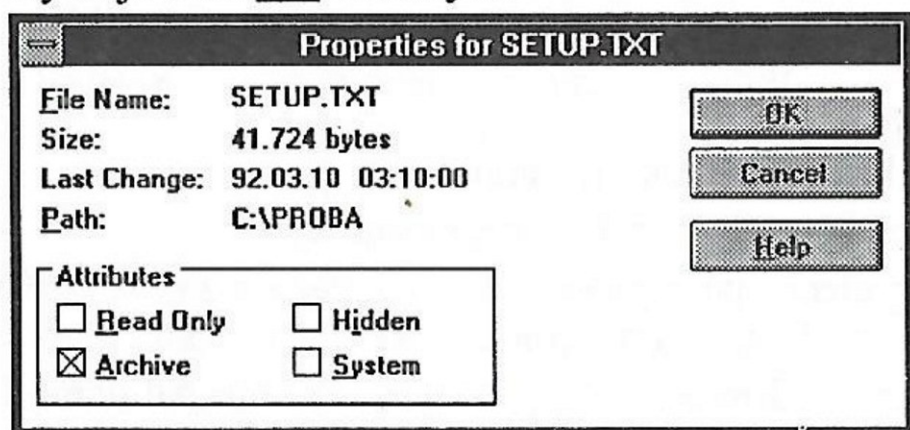 Properties for SETUP.TXT
File Name: SETUP.TXT
Size: 41.724 bytes
Last Change: 92.03.10 03:10:00
Path: C:\PROBA
OK
Cancel
Help
Attributes
Read Only Hidden
Archive System